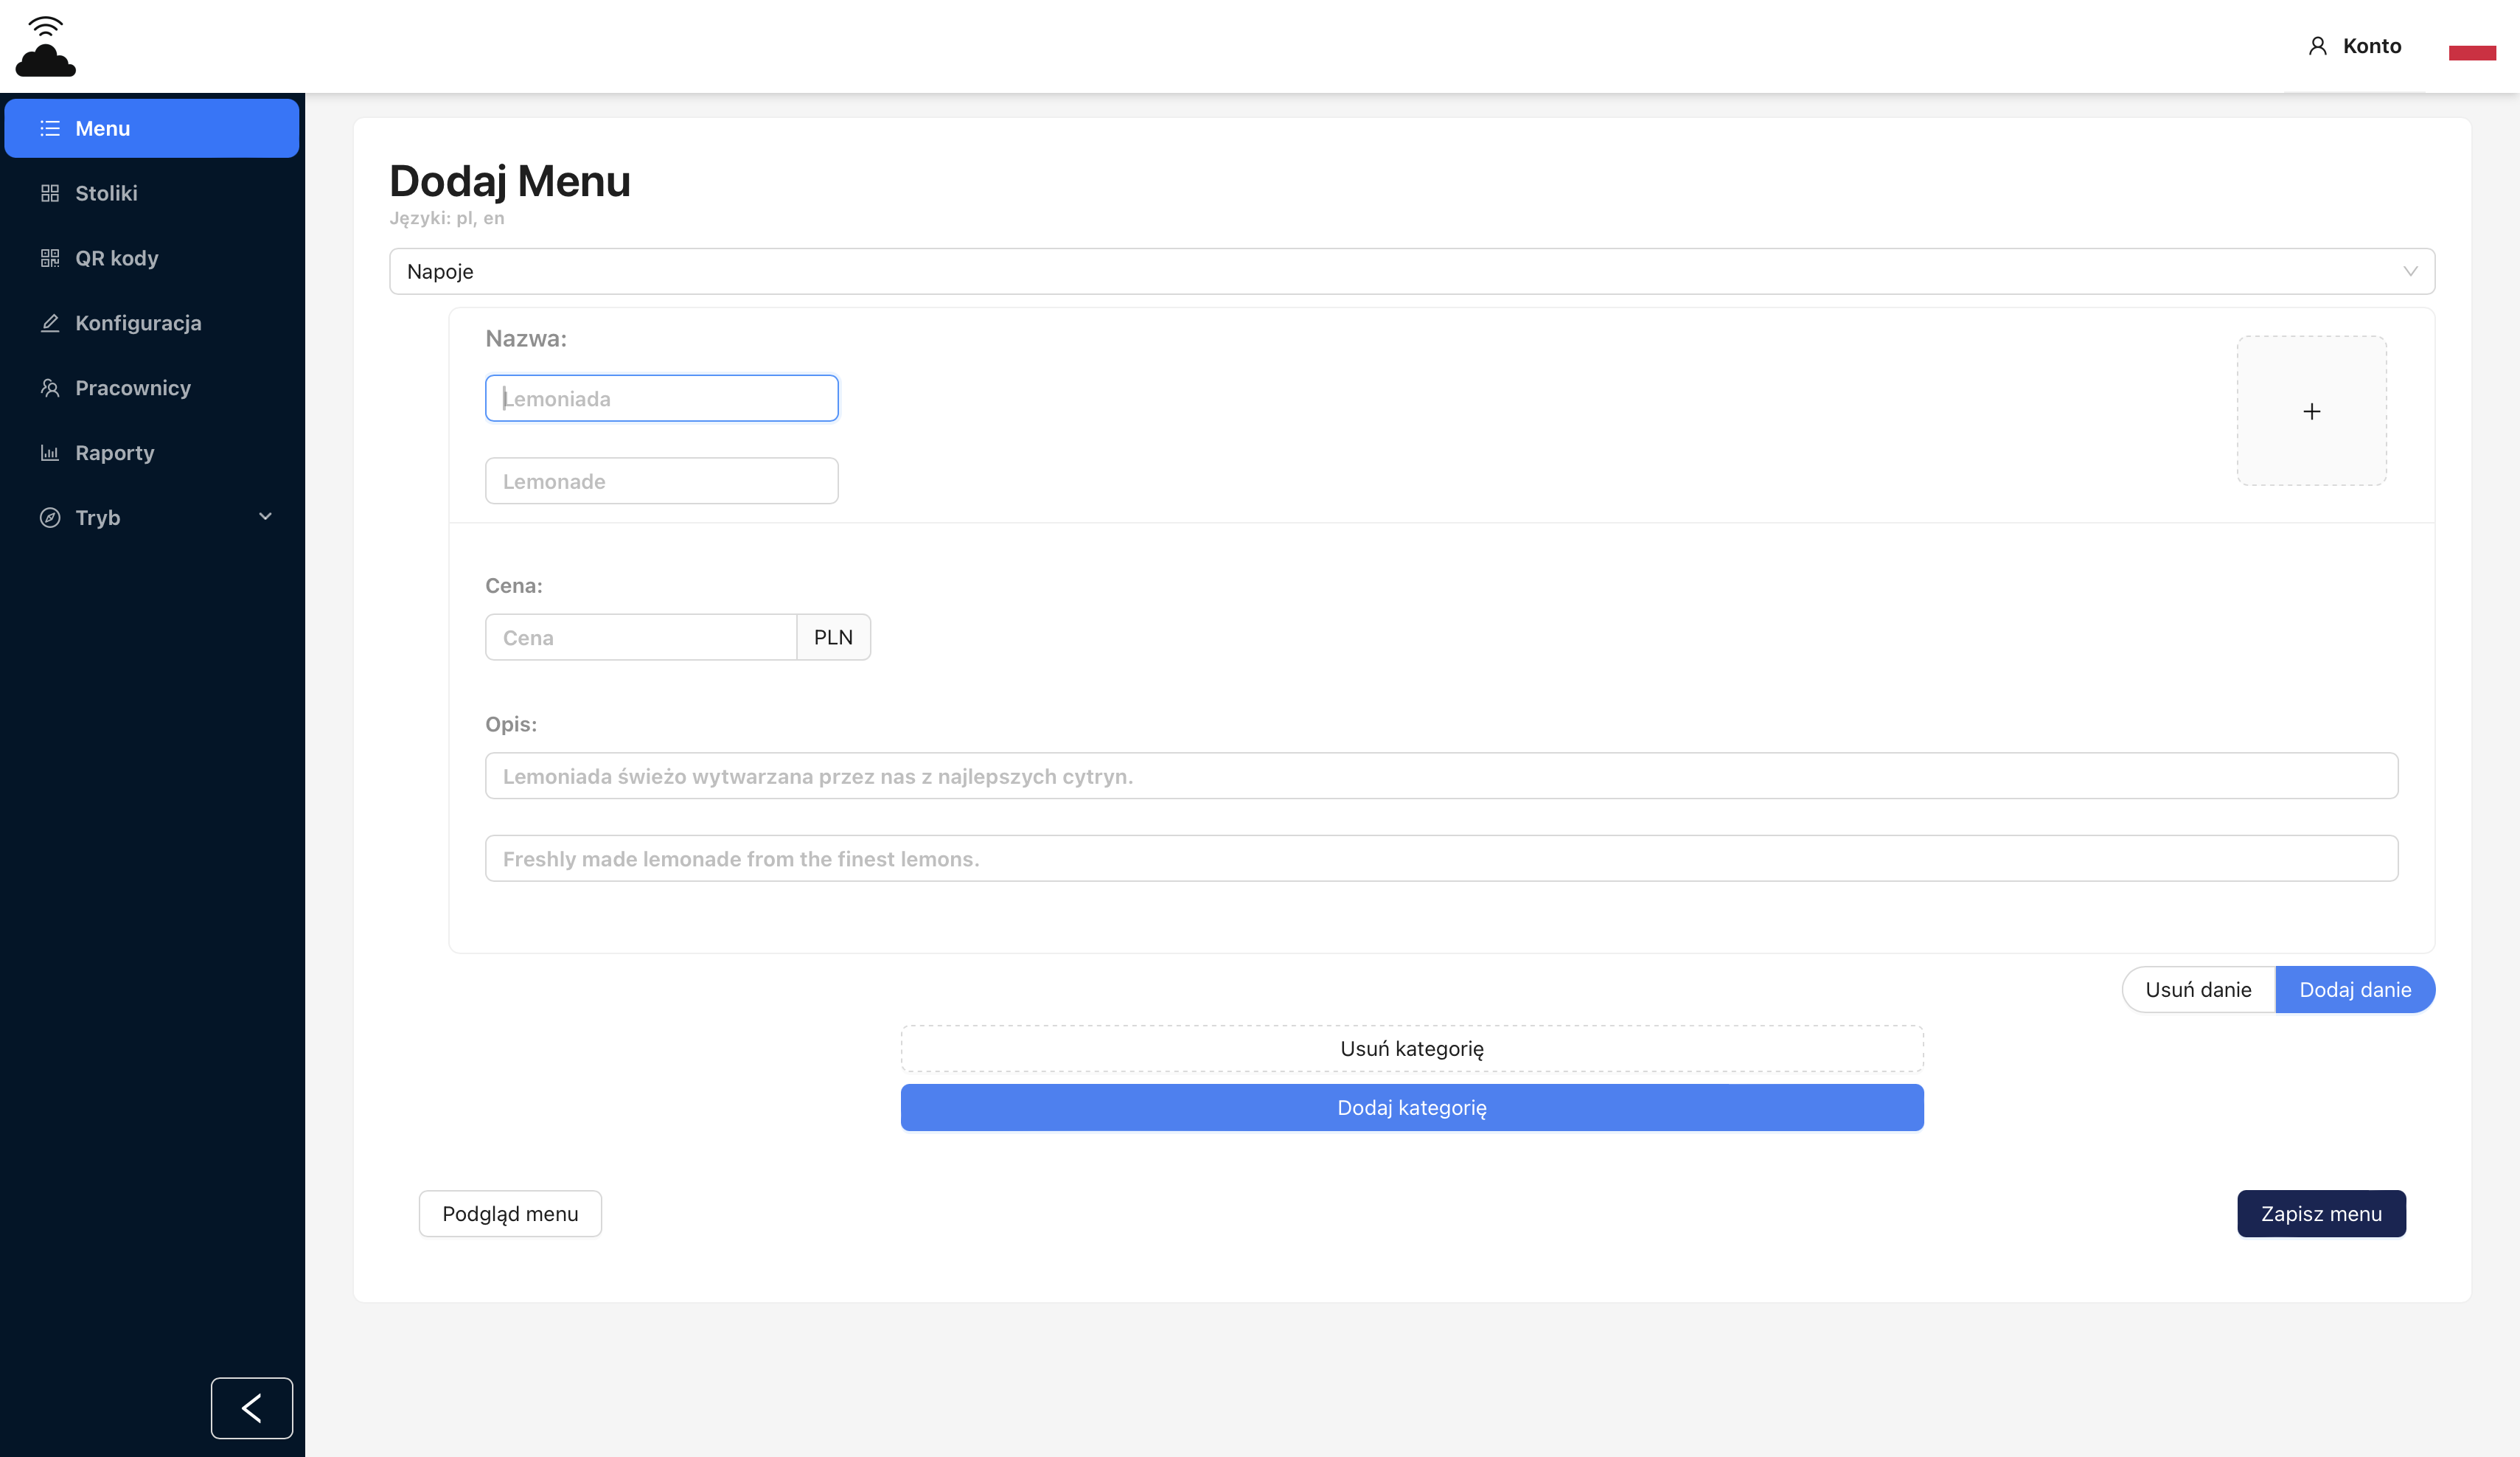 Konto
Menu
Stoliki
QR kody
Konfiguracja
Pracownicy
Raporty
Tryb
Dodaj Menu
Języki: pl, en
Napoje
Nazwa:
Lemoniada
Lemonade
Cena:
Cena PLN
Opis:
Lemoniada świeżo wytwarzana przez nas z najlepszych cytryn.
Freshly made lemonade from the finest lemons.
Usuń danie Dodaj danie
Usuń kategorię
Dodaj kategorię
Podgląd menu Zapisz menu